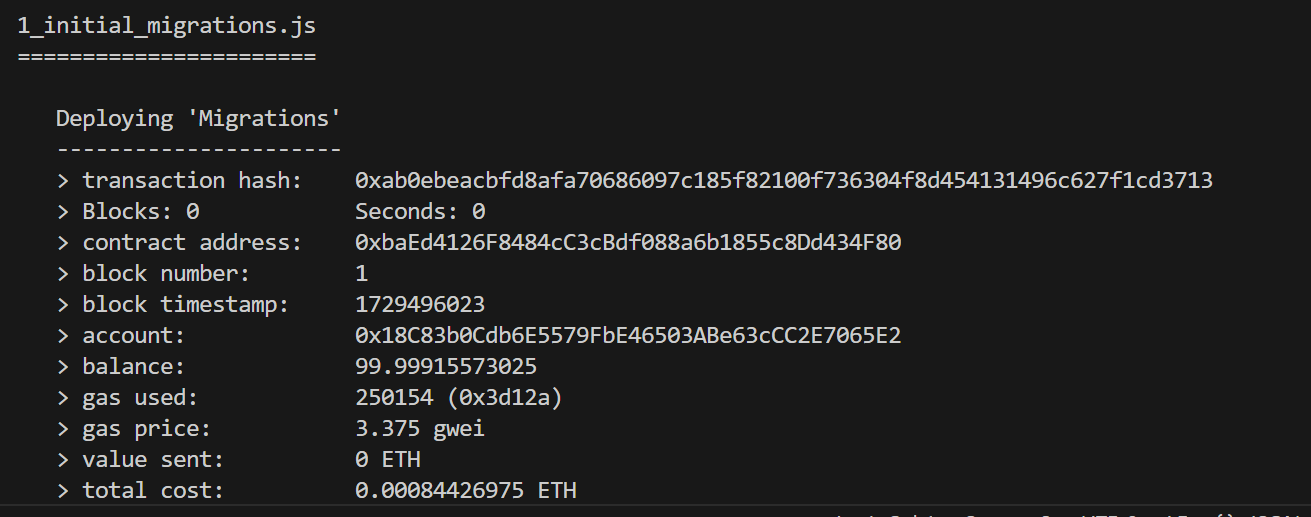 1_initial_migrations.js
=======================
Deploying 'Migrations'
----------------------
> transaction hash:    0xab0ebeacbfd8afa70686097c185f82100f736304f8d454131496c627f1cd3713
> Blocks: 0            Seconds: 0
> contract address:    0xbaEd4126F8484cC3cBdf088a6b1855c8Dd434F80
> block number:        1
> block timestamp:     1729496023
> account:             0x18C83b0Cdb6E5579FbE46503ABe63cCC2E7065E2
> balance:             99.99915573025
> gas used:            250154 (0x3d12a)
> gas price:           3.375 gwei
> value sent:          0 ETH
> total cost:          0.00084426975 ETH